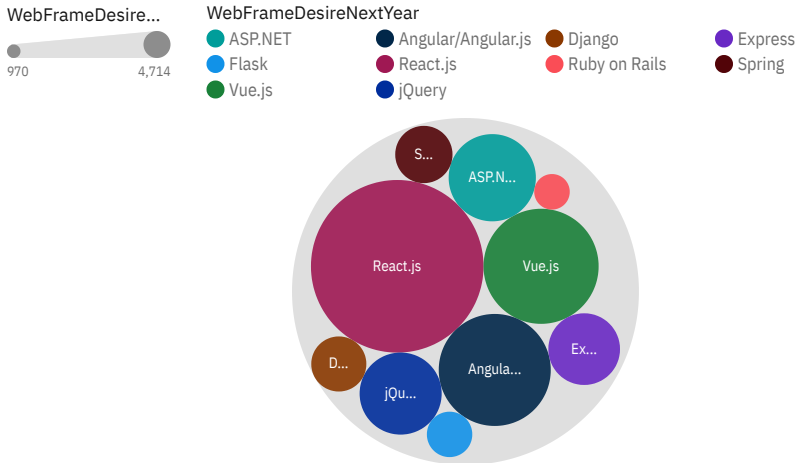 WebFrameDesire...
970
4,714
WebFrameDesireNextYear
ASP.NET
Angular/Angular.js
Django
Express
Flask
React.js
Ruby on Rails
Spring
Vue.js
jQuery
S...
ASP.N...
React.js
Vue.js
D...
jQu...
Angula...
Ex...